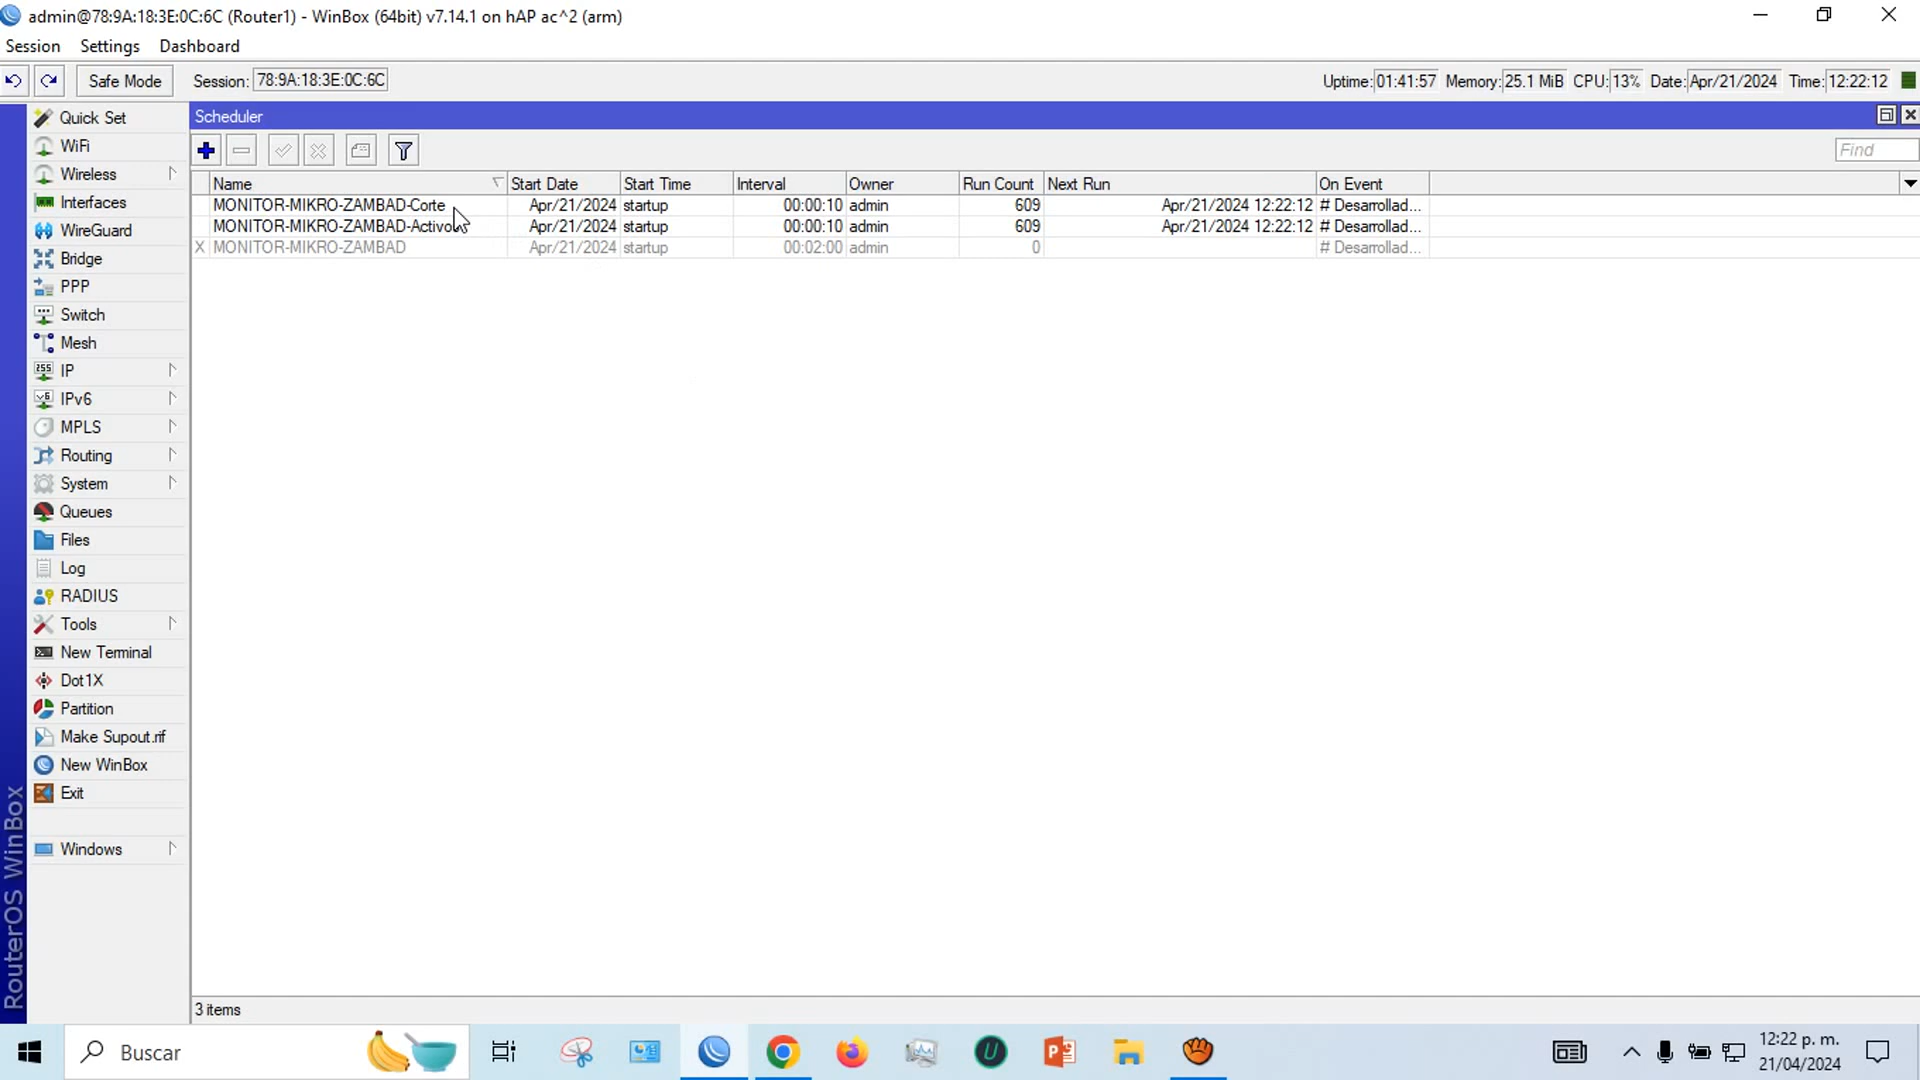 admin@78:9A:18:3E:0C:6C (Router1) - WinBox (64bit) v7.14.1 on hAP ac^2 (arm)
Session Settings Dashboard
Safe Mode Session: 78:9A:18:3E:0C:6C Uptime: 01:41:57 Memory: 25.1 MiB CPU: 13% Date: Apr/21/2024 Time: 12:22:12
Scheduler
Find
Name Start Date Start Time Interval Owner Run Count Next Run On Event
MONITOR-MIKRO-ZAMBAD-Corte Apr/21/2024 startup 00:00:10 admin 609 Apr/21/2024 12:22:12 # Desarrollad...
MONITOR-MIKRO-ZAMBAD-Activo Apr/21/2024 startup 00:00:10 admin 609 Apr/21/2024 12:22:12 # Desarrollad...
X MONITOR-MIKRO-ZAMBAD Apr/21/2024 startup 00:02:00 admin 0 # Desarrollad...
3 items
Quick Set
WiFi
Wireless
Interfaces
WireGuard
Bridge
PPP
Switch
Mesh
255 IP
v6 IPv6
MPLS
Routing
System
Queues
Files
Log
RADIUS
Tools
New Terminal
Dot1X
Partition
Make Supout.rif
New WinBox
Exit
Windows
RouterOS WinBox
Buscar
12:22 p. m.
21/04/2024